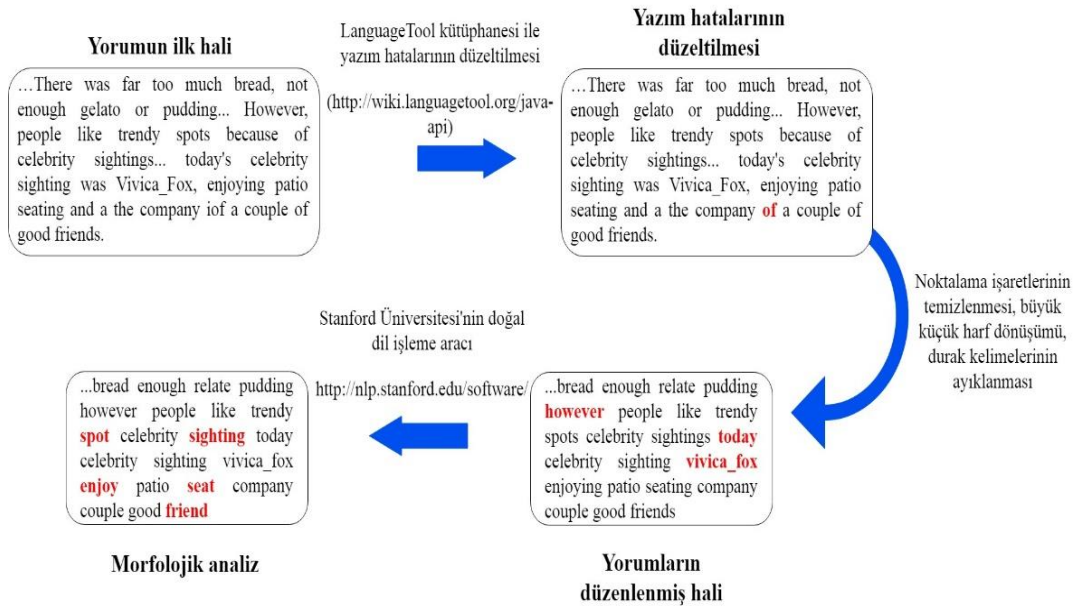 Yorumun ilk hali
…There was far too much bread, not
enough gelato or pudding... However,
people like trendy spots because of
celebrity sightings... today's celebrity
sighting was Vivica_Fox, enjoying patio
seating and a the company iof a couple of
good friends.
LanguageTool kütüphanesi ile
yazım hatalarının düzeltilmesi
(http://wiki.languagetool.org/java-
api)
Yazım hatalarının
düzeltilmesi
…There was far too much bread, not
enough gelato or pudding... However,
people like trendy spots because of
celebrity sightings... today's celebrity
sighting was Vivica_Fox, enjoying patio
seating and a the company of a couple of
good friends.
Noktalama işaretlerinin
temizlenmesi, büyük
küçük harf dönüşümü,
durak kelimelerinin
ayıklanması
...bread enough relate pudding
however people like trendy
spots celebrity sightings today
celebrity sighting vivica_fox
enjoying patio seating company
couple good friends
Yorumların
düzenlenmiş hali
Stanford Üniversitesi'nin doğal
dil işleme aracı
http://nlp.stanford.edu/software/
...bread enough relate pudding
however people like trendy
spot celebrity sighting today
celebrity sighting vivica_fox
enjoy patio seat company
couple good friend
Morfolojik analiz